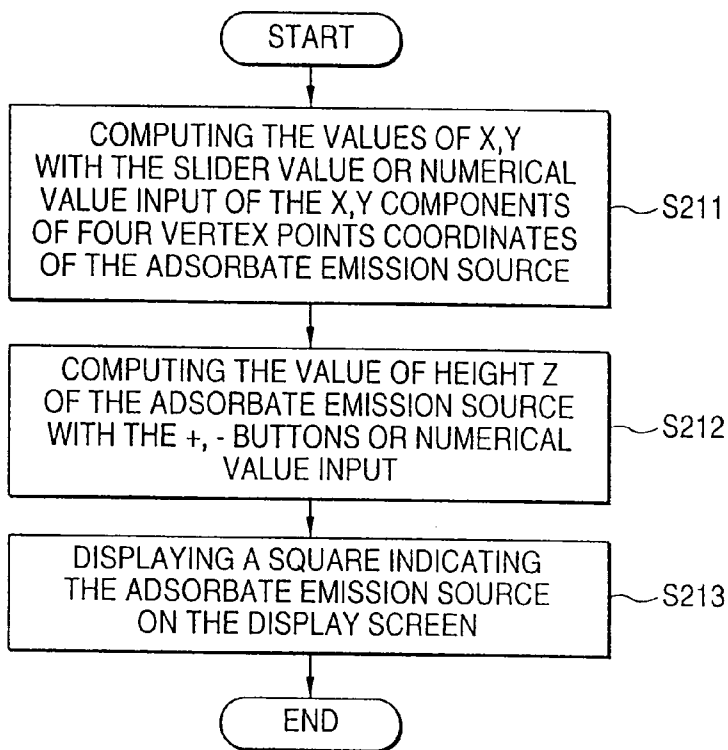 START
COMPUTING THE VALUES OF X,Y
WITH THE SLIDER VALUE OR NUMERICAL
VALUE INPUT OF THE X,Y COMPONENTS
OF FOUR VERTEX POINTS COORDINATES
OF THE ADSORBATE EMISSION SOURCE
S211
COMPUTING THE VALUE OF HEIGHT Z
OF THE ADSORBATE EMISSION SOURCE
WITH THE +, - BUTTONS OR NUMERICAL
VALUE INPUT
S212
DISPLAYING A SQUARE INDICATING
THE ADSORBATE EMISSION SOURCE
ON THE DISPLAY SCREEN
S213
END